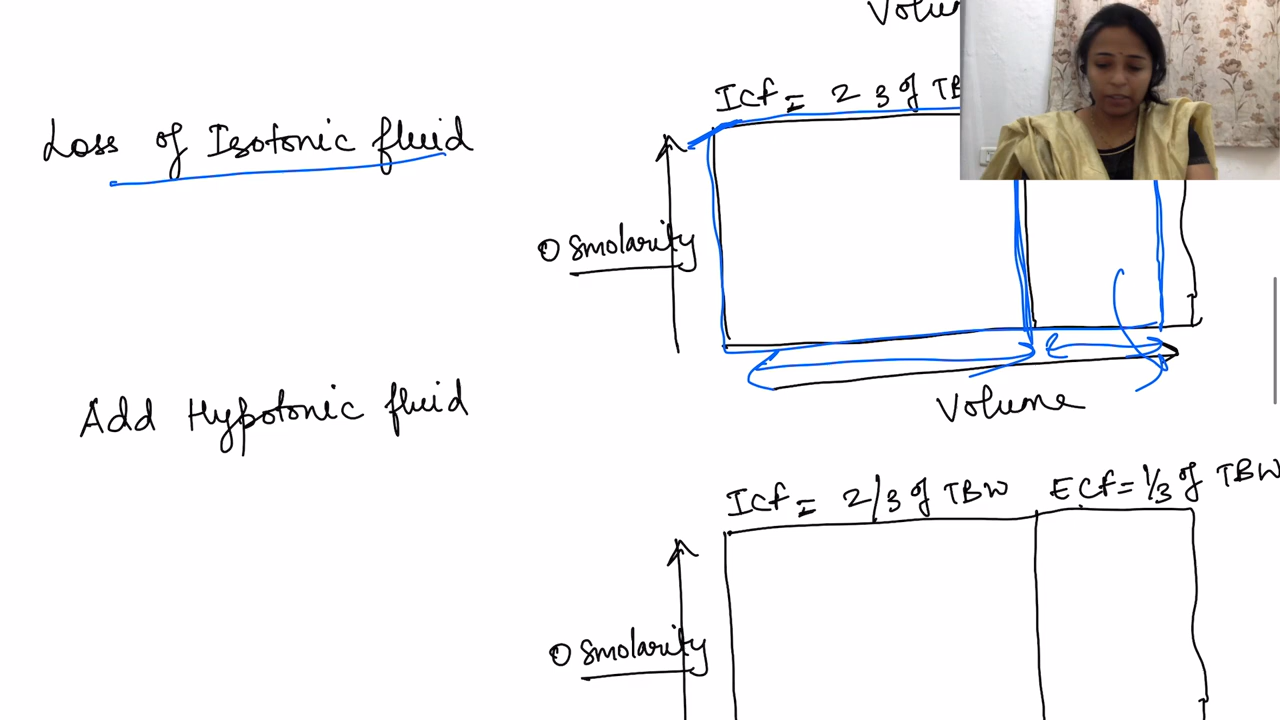 Volu
Icf = 2 3 of TB
Loss of Isotonic fluid
Osmolarity
Volume
Add Hypotonic fluid
Icf = 2/3 of TBW ECf = 1/3 of TBW
Osmolarity